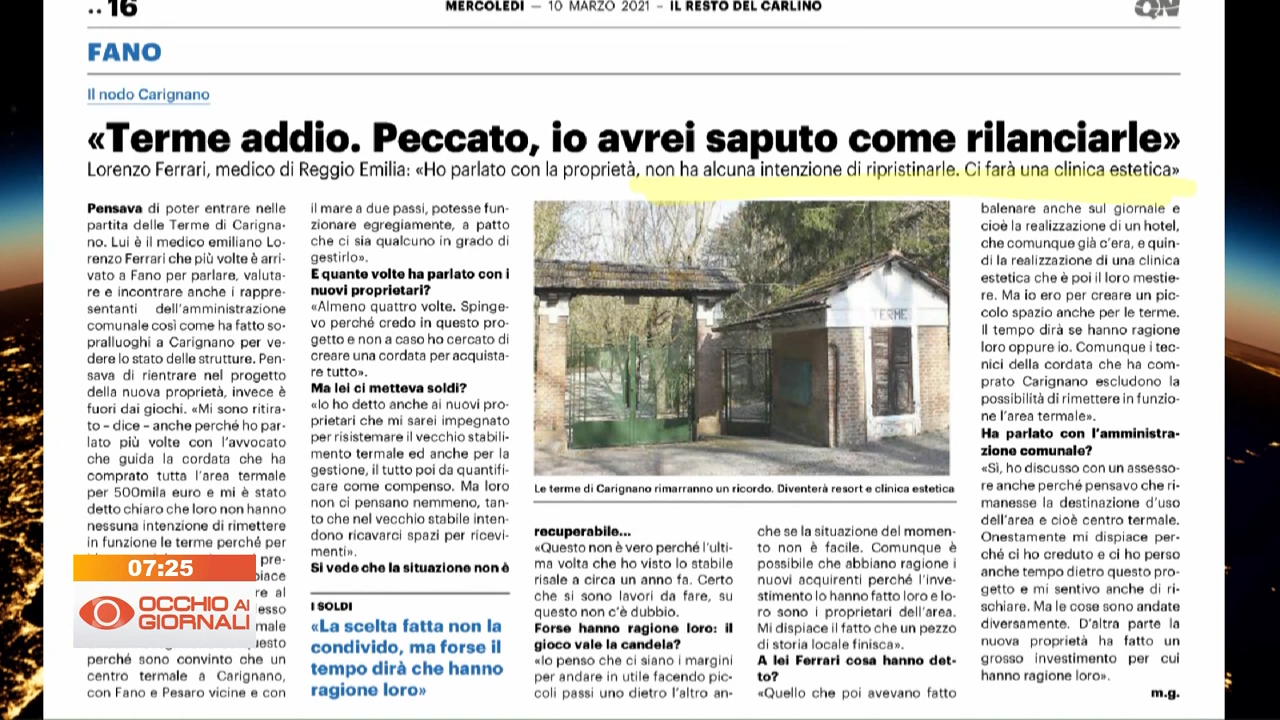 .. 16
MERCOLEDÌ — 10 MARZO 2021 – IL RESTO DEL CARLINO
QN
FANO
Il nodo Carignano
«Terme addio. Peccato, io avrei saputo come rilanciarle»
Lorenzo Ferrari, medico di Reggio Emilia: «Ho parlato con la proprietà, non ha alcuna intenzione di ripristinarle. Ci farà una clinica estetica»
Pensava di poter entrare nelle
partita delle Terme di Carigna-
no. Lui è il medico emiliano Lo-
renzo Ferrari che più volte è arri-
vato a Fano per parlare, valuta-
re e incontrare anche i rappre-
sentanti dell'amministrazione
comunale così come ha fatto so-
pralluoghi a Carignano per ve-
dere lo stato delle strutture. Pen-
sava di rientrare nel progetto
della nuova proprietà, invece è
fuori dai giochi. «Mi sono ritira-
to – dice – anche perché ho par-
lato più volte con l'avvocato
che guida la cordata che ha
comprato tutta l'area termale
per 500mila euro e mi è stato
detto chiaro che loro non hanno
nessuna intenzione di rimettere
in funzione le terme perché per
pre-
piace
re al
esso
male
uesto
perché sono convinto che un
centro termale a Carignano,
con Fano e Pesaro vicine e con
07:25
OCCHIO AI
GIORNALI
il mare a due passi, potesse fun-
zionare egregiamente, a patto
che ci sia qualcuno in grado di
gestirlo».
E quante volte ha parlato con i
nuovi proprietari?
«Almeno quattro volte. Spinge-
vo perché credo in questo pro-
getto e non a caso ho cercato di
creare una cordata per acquista-
re tutto».
Ma lei ci metteva soldi?
«Io ho detto anche ai nuovi pro-
prietari che mi sarei impegnato
per risistemare il vecchio stabili-
mento termale ed anche per la
gestione, il tutto poi da quantifi-
care come compenso. Ma loro
non ci pensano nemmeno, tan-
to che nel vecchio stabile inten-
dono ricavarci spazi per ricevi-
menti».
Si vede che la situazione non è
I SOLDI
«La scelta fatta non la
condivido, ma forse il
tempo dirà che hanno
ragione loro»
TERME
Le terme di Carignano rimarranno un ricordo. Diventerà resort e clinica estetica
recuperabile...
«Questo non è vero perché l'ulti-
ma volta che ho visto lo stabile
risale a circa un anno fa. Certo
che si sono lavori da fare, su
questo non c'è dubbio.
Forse hanno ragione loro: il
gioco vale la candela?
«Io penso che ci siano i margini
per andare in utile facendo pic-
coli passi uno dietro l'altro an-
che se la situazione del momen-
to non è facile. Comunque è
possibile che abbiano ragione i
nuovi acquirenti perché l'inve-
stimento lo hanno fatto loro e lo-
ro sono i proprietari dell'area.
Mi dispiace il fatto che un pezzo
di storia locale finisca».
A lei Ferrari cosa hanno det-
to?
«Quello che poi avevano fatto
balenare anche sul giornale e
cioè la realizzazione di un hotel,
che comunque già c'era, e quin-
di la realizzazione di una clinica
estetica che è poi il loro mestie-
re. Ma io ero per creare un pic-
colo spazio anche per le terme.
Il tempo dirà se hanno ragione
loro oppure io. Comunque i tec-
nici della cordata che ha com-
prato Carignano escludono la
possibilità di rimettere in funzio-
ne l'area termale».
Ha parlato con l'amministra-
zione comunale?
«Sì, ho discusso con un assesso-
re anche perché pensavo che ri-
manesse la destinazione d'uso
dell'area e cioè centro termale.
Onestamente mi dispiace per-
ché ci ho creduto e ci ho perso
anche tempo dietro questo pro-
getto e mi sentivo anche di ri-
schiare. Ma le cose sono andate
diversamente. D'altra parte la
nuova proprietà ha fatto un
grosso investimento per cui
hanno ragione loro».
m.g.